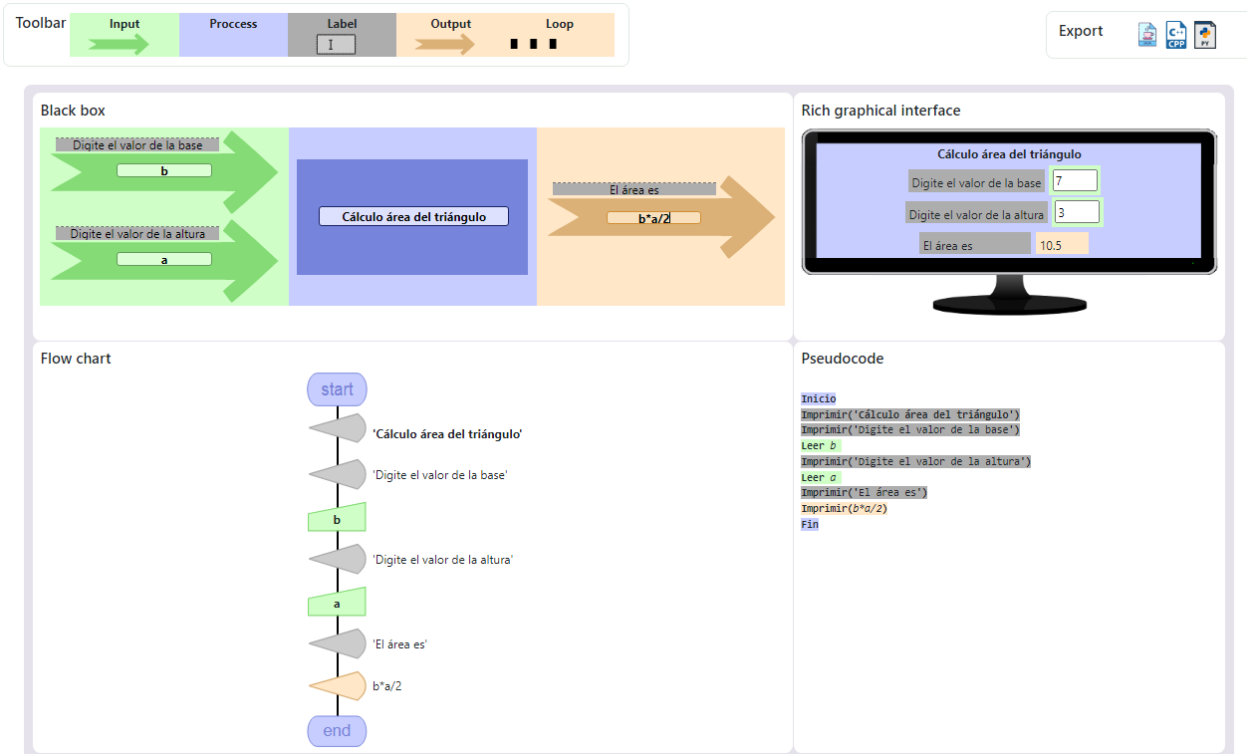 Toolbar
Input
Proccess
Label
Output
Loop
I
Export
C++
CPP
PY
Black box
Digite el valor de la base
b
Digite el valor de la altura
a
Cálculo área del triángulo
El área es
b*a/2
Rich graphical interface
Cálculo área del triángulo
Digite el valor de la base 7
Digite el valor de la altura 3
El área es 10.5
Flow chart
start
'Cálculo área del triángulo'
'Digite el valor de la base'
b
'Digite el valor de la altura'
a
'El área es'
b*a/2
end
Pseudocode
Inicio
Imprimir('Cálculo área del triángulo')
Imprimir('Digite el valor de la base')
Leer b
Imprimir('Digite el valor de la altura')
Leer a
Imprimir('El área es')
Imprimir(b*a/2)
Fin